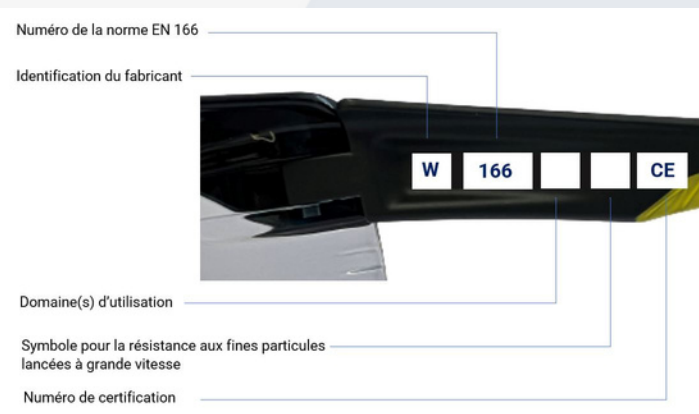 Numéro de la norme EN 166
Identification du fabricant
W 166 CE
Domaine(s) d'utilisation
Symbole pour la résistance aux fines particules
lancées à grande vitesse
Numéro de certification